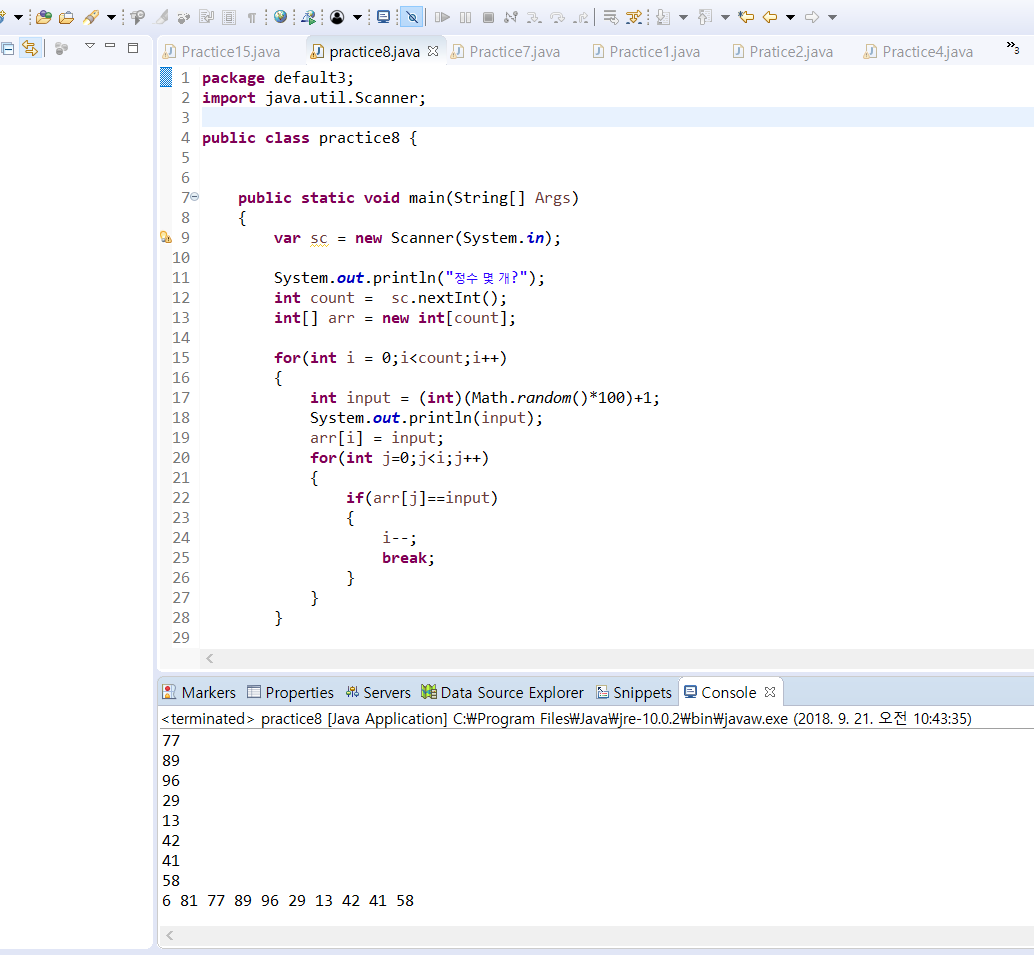 Practice15.java practice8.java Practice7.java Practice1.java Pratice2.java Practice4.java »3
1 package default3;
2 import java.util.Scanner;
3
4 public class practice8 {
5
6
7 public static void main(String[] Args)
8 {
9 var sc = new Scanner(System.in);
10
11 System.out.println("정수 몇 개?");
12 int count =  sc.nextInt();
13 int[] arr = new int[count];
14
15 for(int i = 0;i<count;i++)
16 {
17 int input = (int)(Math.random()*100)+1;
18 System.out.println(input);
19 arr[i] = input;
20 for(int j=0;j<i;j++)
21 {
22 if(arr[j]==input)
23 {
24 i--;
25 break;
26 }
27 }
28 }
29
Markers Properties Servers Data Source Explorer Snippets Console
<terminated> practice8 [Java Application] C:₩Program Files₩Java₩jre-10.0.2₩bin₩javaw.exe (2018. 9. 21. 오전 10:43:35)
77
89
96
29
13
42
41
58
6 81 77 89 96 29 13 42 41 58